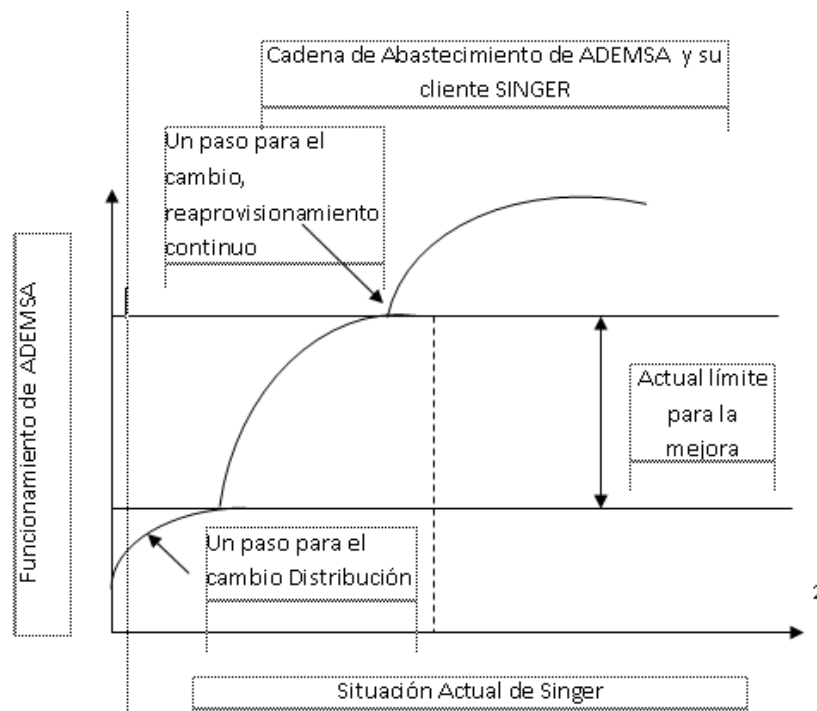 Cadena de Abastecimiento de ADEMSA y su
cliente SINGER
Un paso para el
cambio,
reaprovisionamiento
continuo
Funcionamiento de ADEMSA
Actual límite
para la
mejora
Un paso para el
cambio Distribución
2
Situación Actual de Singer